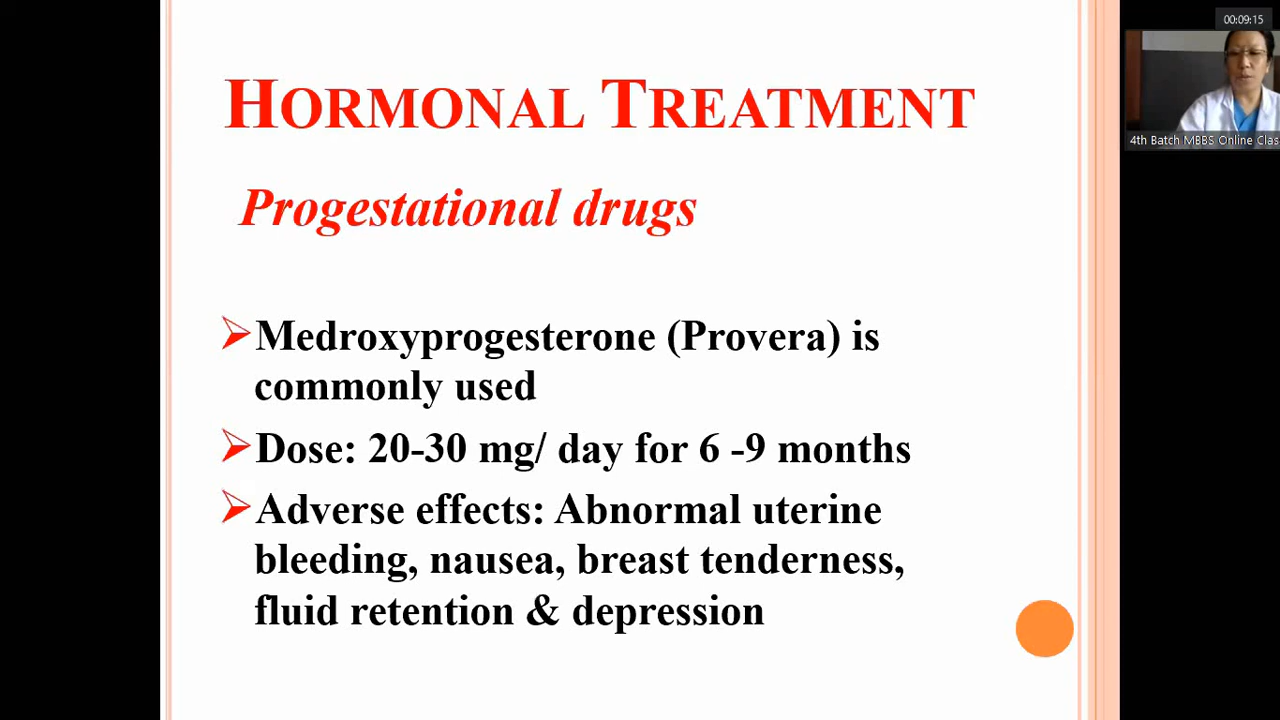 00:09:15
HORMONAL TREATMENT
4th Batch MBBS Online Clas
Progestational drugs
Medroxyprogesterone (Provera) is
commonly used
Dose: 20-30 mg/ day for 6 -9 months
Adverse effects: Abnormal uterine
bleeding, nausea, breast tenderness,
fluid retention & depression